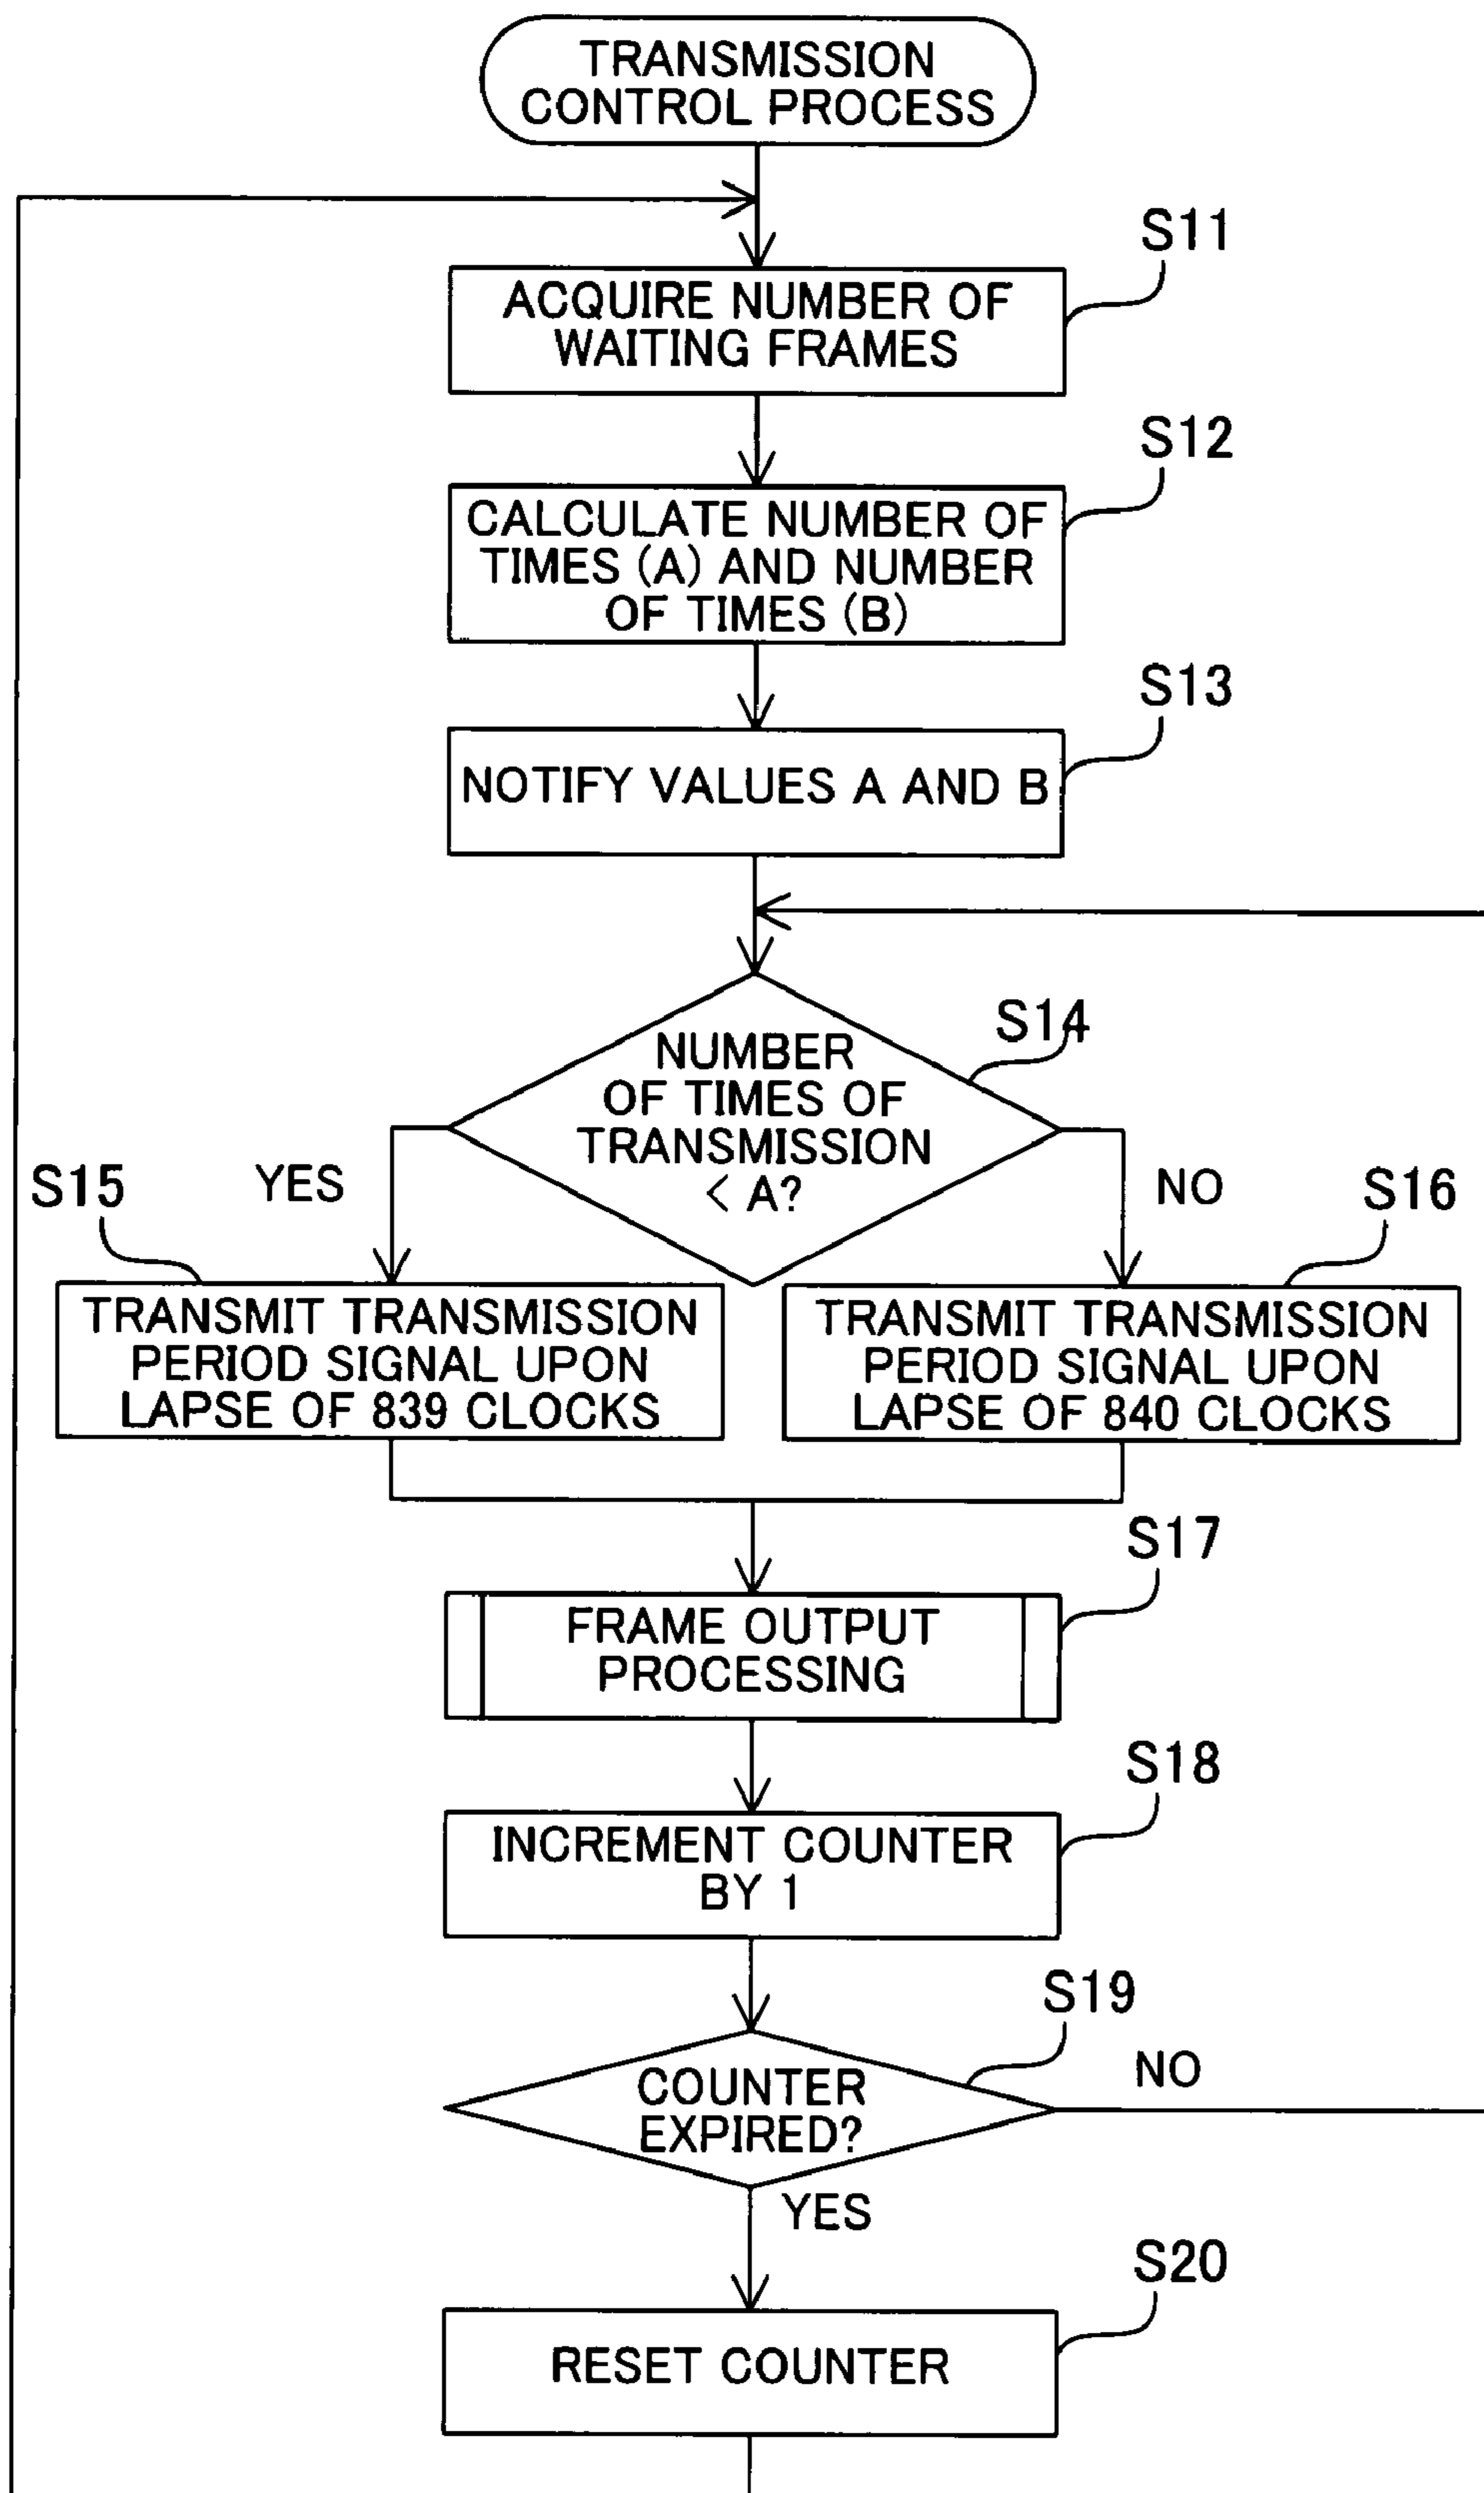 TRANSMISSION
CONTROL PROCESS
S11
ACQUIRE NUMBER OF
WAITING FRAMES
S12
CALCULATE NUMBER OF
TIMES (A) AND NUMBER
OF TIMES (B)
S13
NOTIFY VALUES A AND B
S14
NUMBER
OF TIMES OF
TRANSMISSION
< A?
S15
YES
NO
S16
TRANSMIT TRANSMISSION
PERIOD SIGNAL UPON
LAPSE OF 839 CLOCKS
TRANSMIT TRANSMISSION
PERIOD SIGNAL UPON
LAPSE OF 840 CLOCKS
S17
FRAME OUTPUT
PROCESSING
S18
INCREMENT COUNTER
BY 1
S19
COUNTER
EXPIRED?
NO
YES
S20
RESET COUNTER